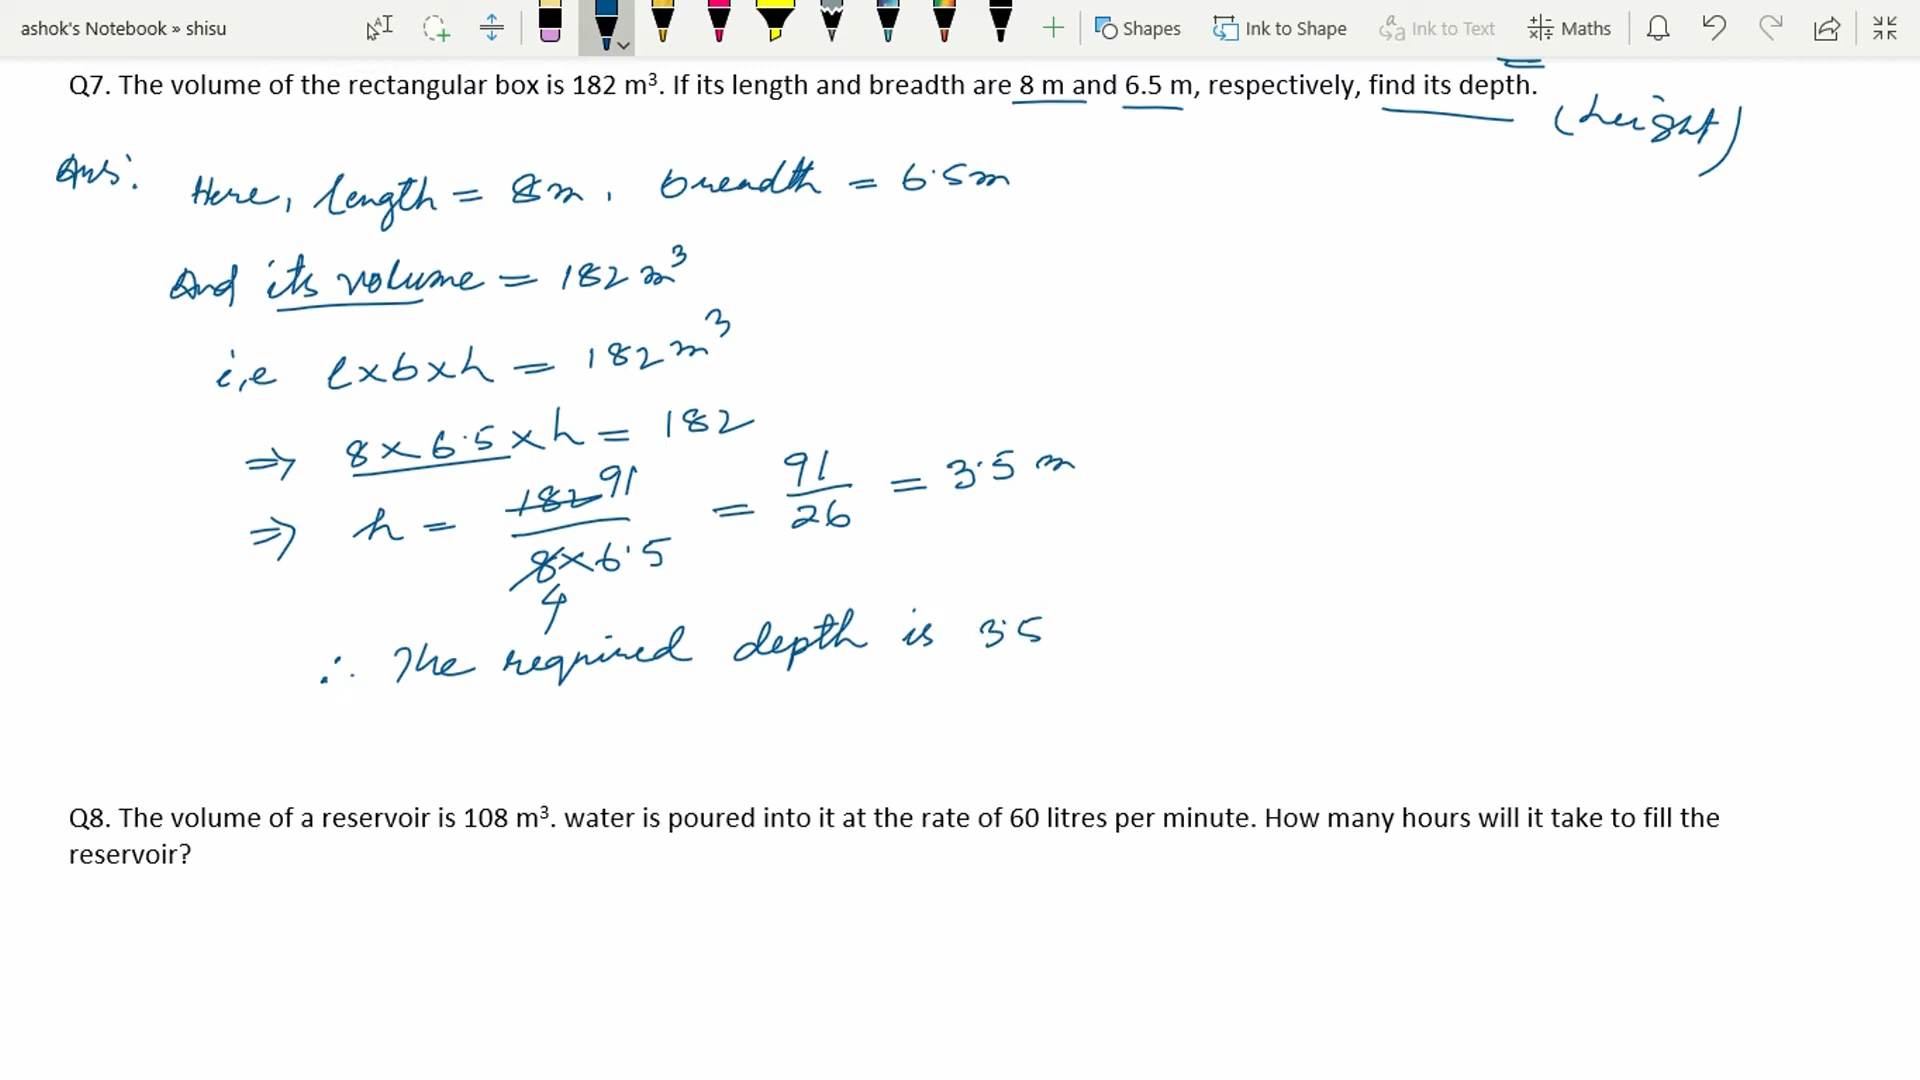 ashok's Notebook » shisu
Shapes
Ink to Shape
Ink to Text
Maths
Q7. The volume of the rectangular box is 182 m³. If its length and breadth are 8 m and 6.5 m, respectively, find its depth.
(height)
Ans: Here, length = 8m, breadth = 6.5m
And its volume = 182 m³
i,e l×b×h = 182 m³
⇒ 8×6.5×h = 182
⇒ h = 182 91 / 8×6.5 4 = 91/26 = 3.5 m
∴ The required depth is 3.5
Q8. The volume of a reservoir is 108 m³. water is poured into it at the rate of 60 litres per minute. How many hours will it take to fill the
reservoir?